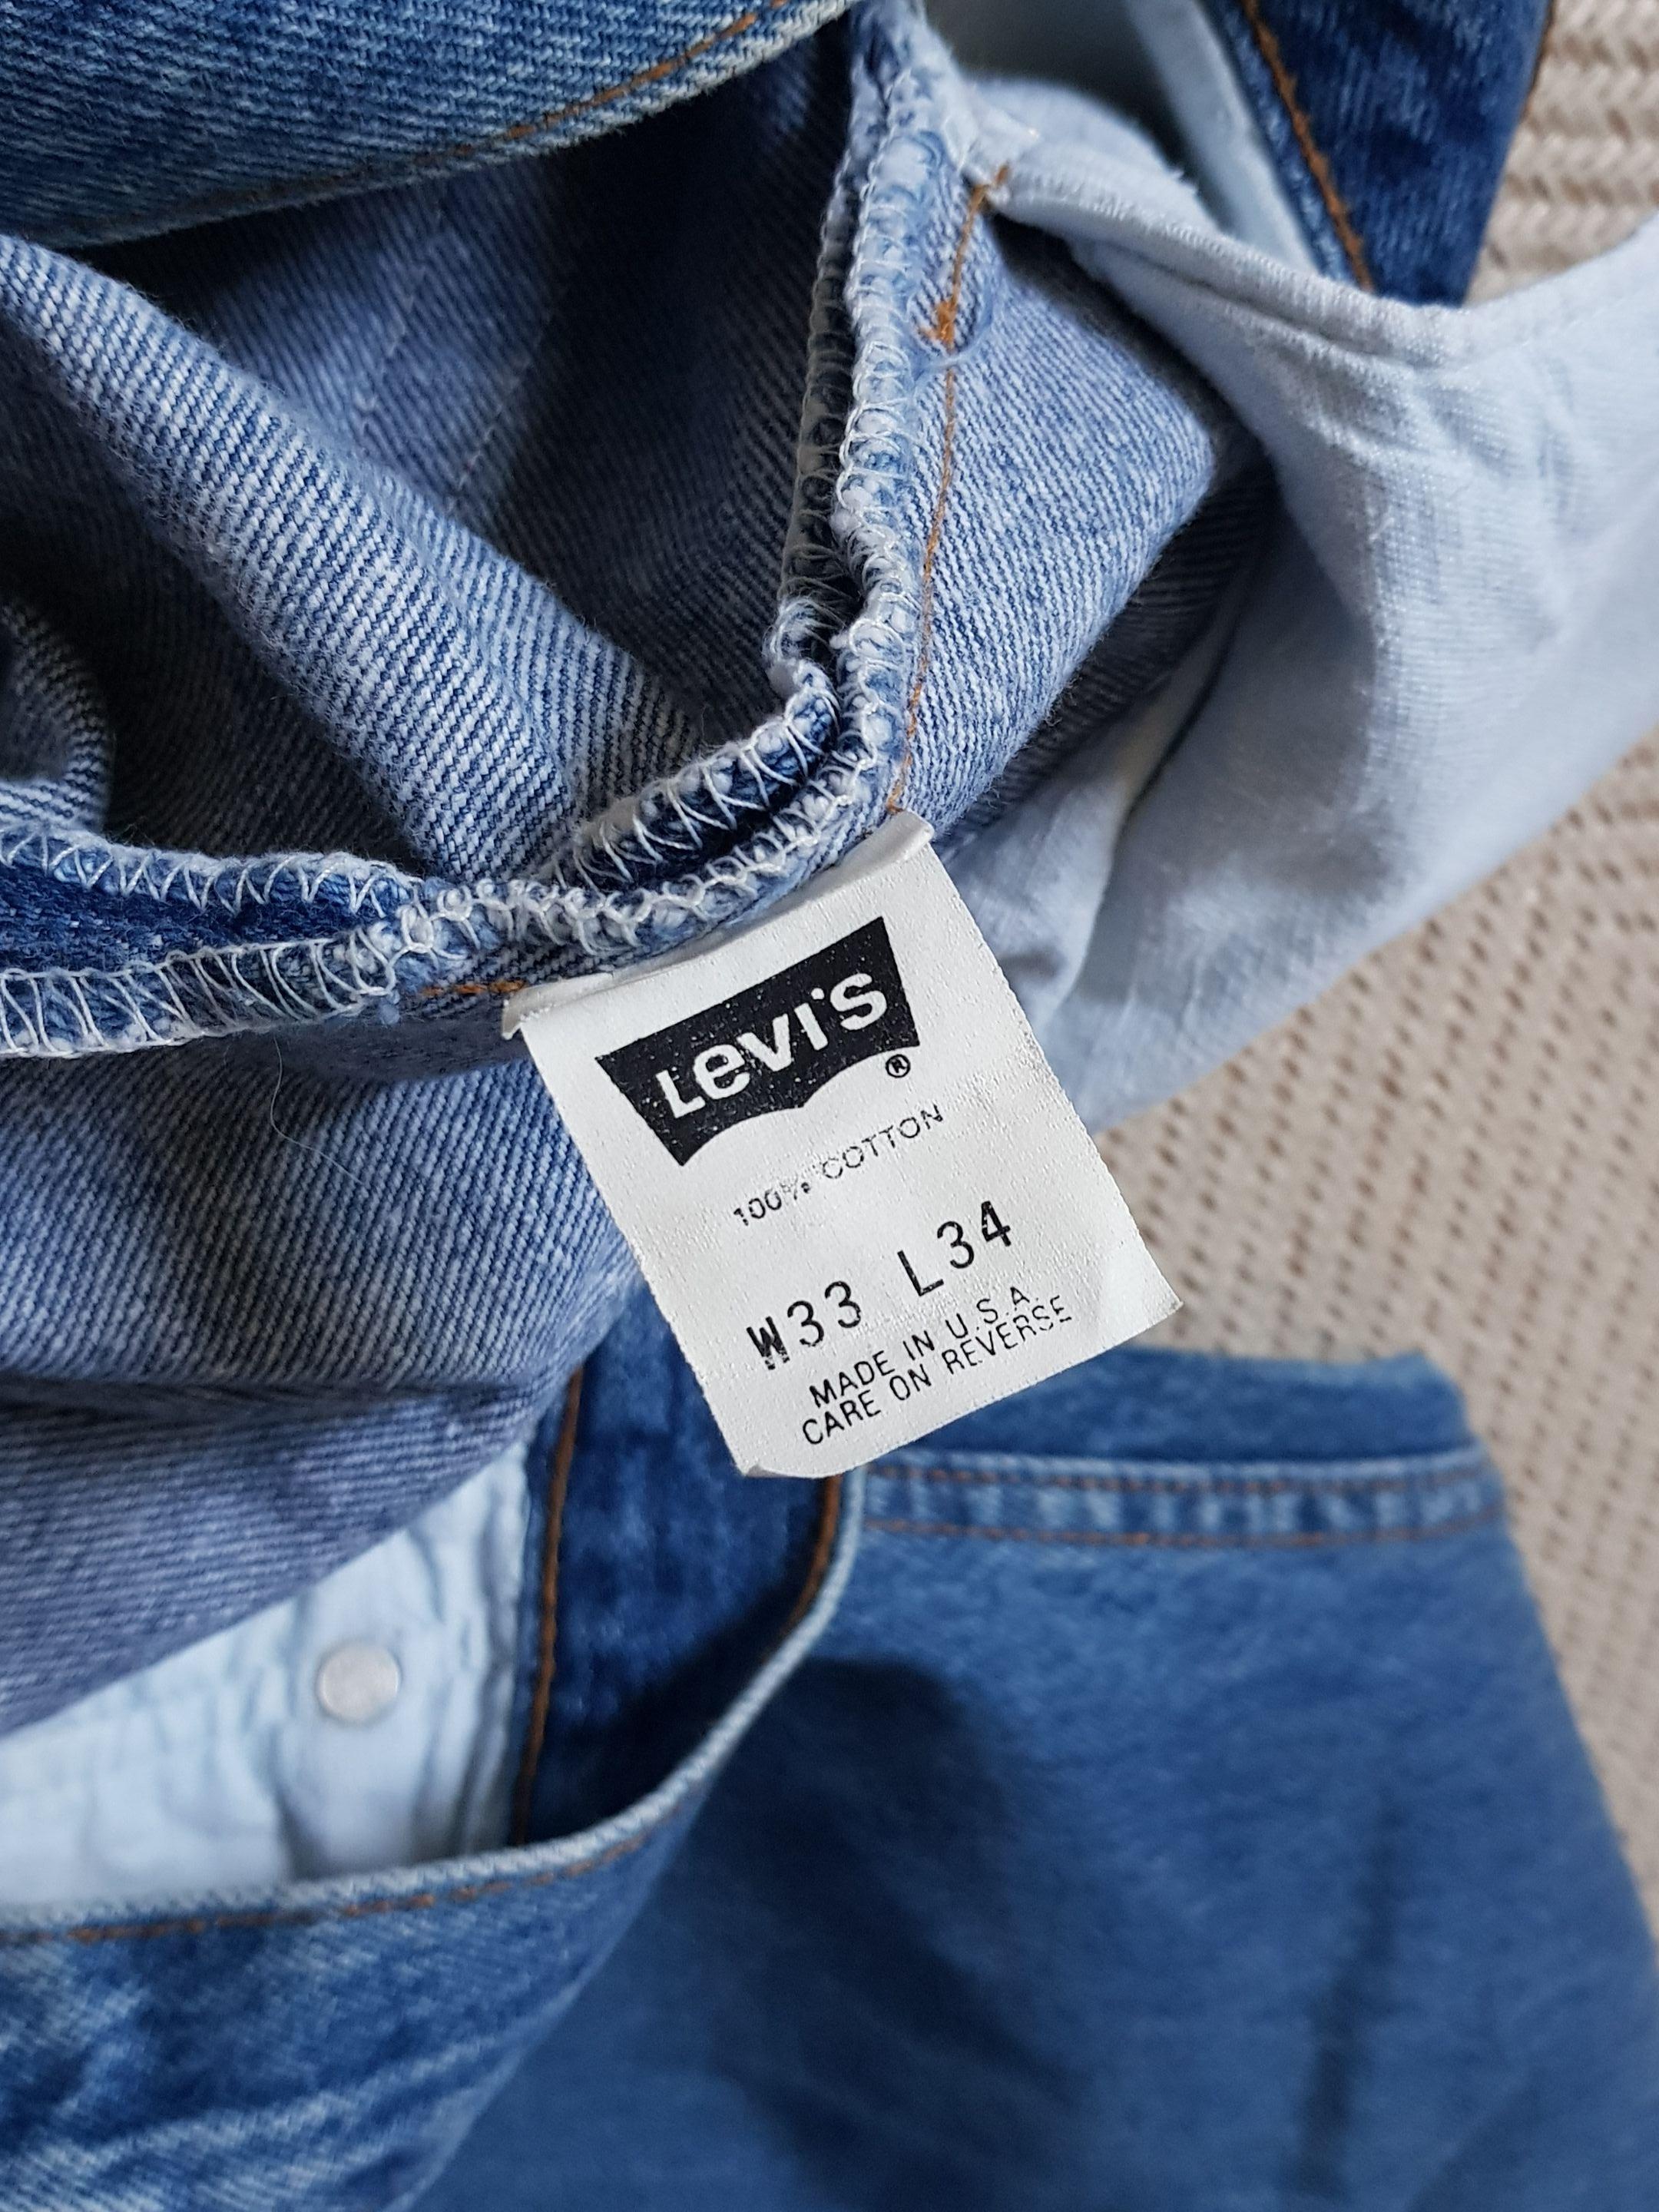 Levi's ®
100% COTTON
W33 L34
MADE IN U.S.A.
CARE ON REVERSE